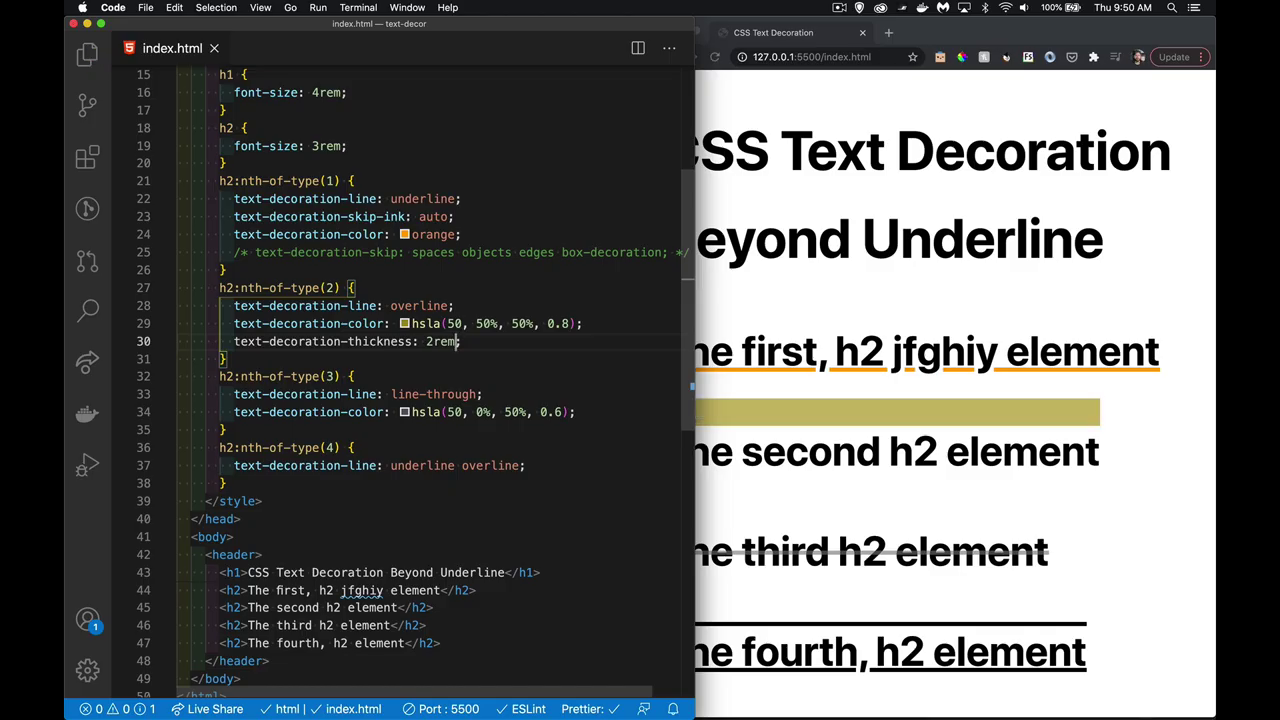 Code File Edit Selection View Go Run Terminal Window Help 100% Thu 9:50 AM
index.html — text-decor
index.html
15 h1 {
16 font-size: 4rem;
17 }
18 h2 {
19 font-size: 3rem;
20 }
21 h2:nth-of-type(1) {
22 text-decoration-line: underline;
23 text-decoration-skip-ink: auto;
24 text-decoration-color: orange;
25 /* text-decoration-skip: spaces objects edges box-decoration; */
26 }
27 h2:nth-of-type(2) {
28 text-decoration-line: overline;
29 text-decoration-color: hsla(50, 50%, 50%, 0.8);
30 text-decoration-thickness: 2rem;
31 }
32 h2:nth-of-type(3) {
33 text-decoration-line: line-through;
34 text-decoration-color: hsla(50, 0%, 50%, 0.6);
35 }
36 h2:nth-of-type(4) {
37 text-decoration-line: underline overline;
38 }
39 </style>
40 </head>
41 <body>
42 <header>
43 <h1>CSS Text Decoration Beyond Underline</h1>
44 <h2>The first, h2 jfghiy element</h2>
45 <h2>The second h2 element</h2>
46 <h2>The third h2 element</h2>
47 <h2>The fourth, h2 element</h2>
48 </header>
49 </body>
50 </html>
1
0 0 1 Live Share html | index.html Port : 5500 ESLint Prettier:
CSS Text Decoration
127.0.0.1:5500/index.html Update
CSS Text Decoration
eyond Underline
ne first, h2 jfghiy element
ne second h2 element
ne third h2 element
ne fourth, h2 element